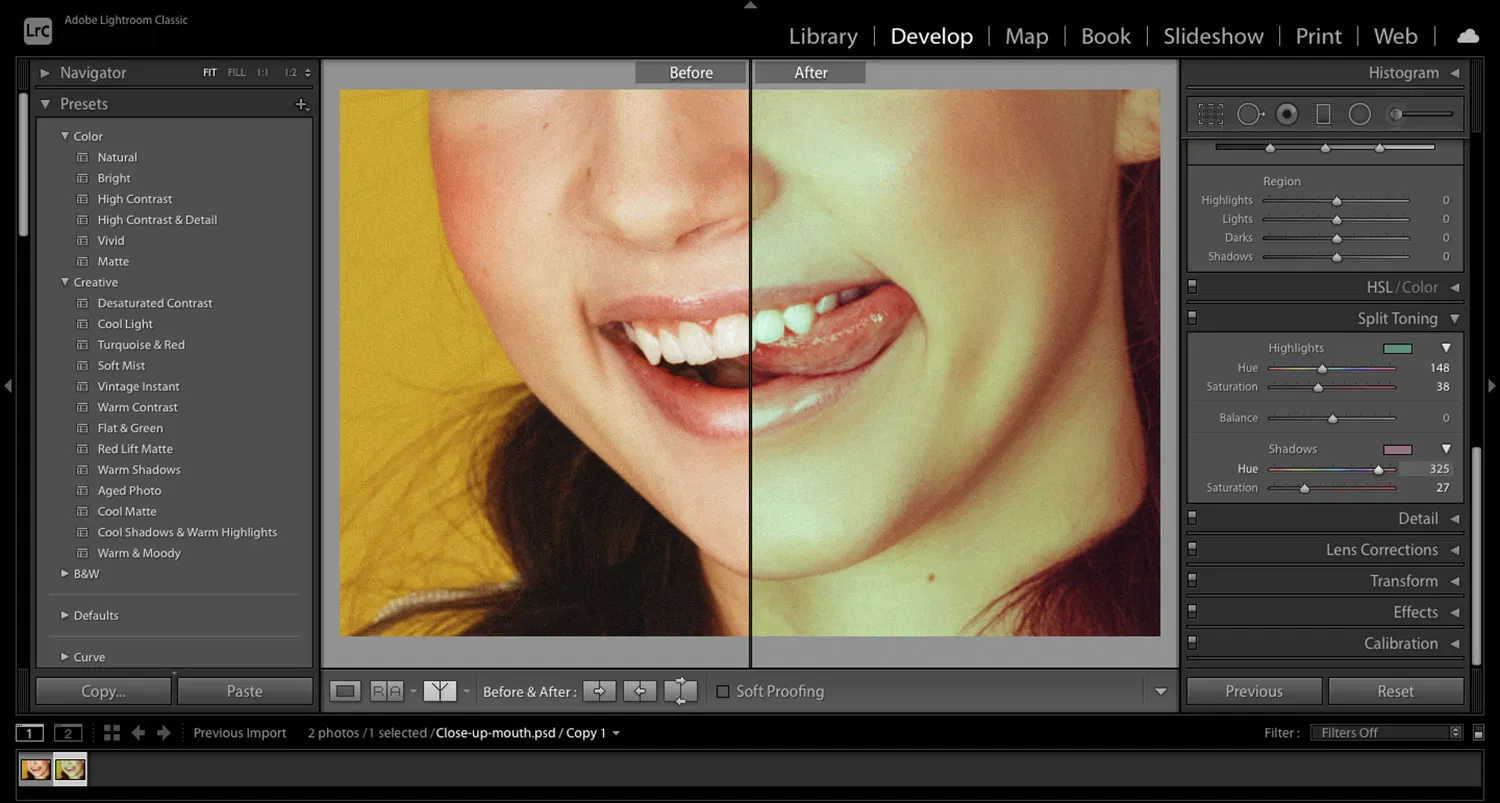 Lrc
Adobe Lightroom Classic
Library | Develop | Map | Book | Slideshow | Print | Web |
Navigator FIT FILL 1:1 1:2
Presets
Color
Natural
Bright
High Contrast
High Contrast & Detail
Vivid
Matte
Creative
Desaturated Contrast
Cool Light
Turquoise & Red
Soft Mist
Vintage Instant
Warm Contrast
Flat & Green
Red Lift Matte
Warm Shadows
Aged Photo
Cool Matte
Cool Shadows & Warm Highlights
Warm & Moody
B&W
Defaults
Curve
Copy... Paste
Before After
R A Y Before & After : Soft Proofing
Histogram
Region
Highlights 0
Lights 0
Darks 0
Shadows 0
HSL / Color
Split Toning
Highlights
Hue 148
Saturation 38
Balance 0
Shadows
Hue 325
Saturation 27
Detail
Lens Corrections
Transform
Effects
Calibration
Previous Reset
1 2 Previous Import 2 photos / 1 selected / Close-up-mouth.psd / Copy 1 Filter : Filters Off